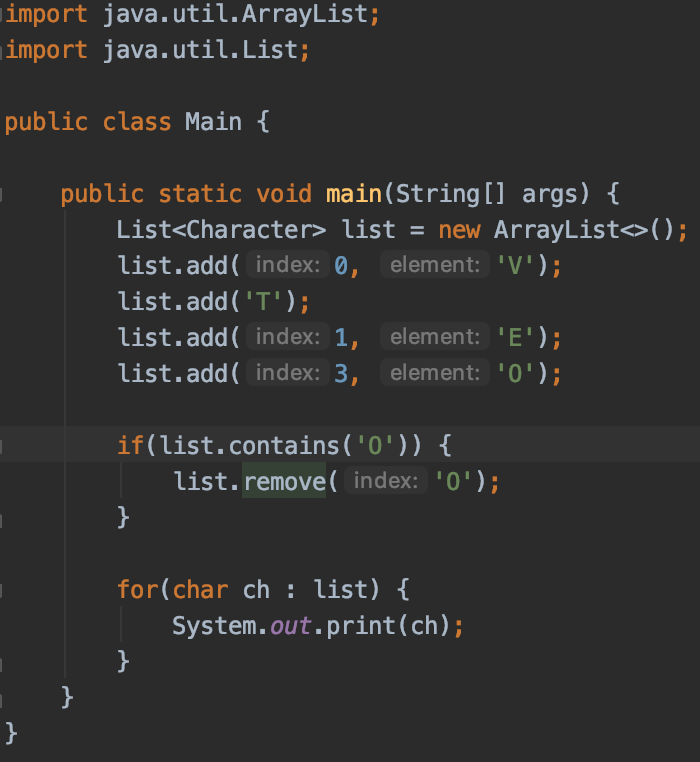 import java.util.ArrayList;
import java.util.List;
public class Main {
public static void main(String[] args) {
List<Character> list = new ArrayList<>();
list.add( index: 0, element: 'V');
list.add('T');
list.add( index: 1, element: 'E');
list.add( index: 3, element: 'O');
if(list.contains('O')) {
list.remove( index: 'O');
}
for(char ch : list) {
System.out.print(ch);
}
}
}